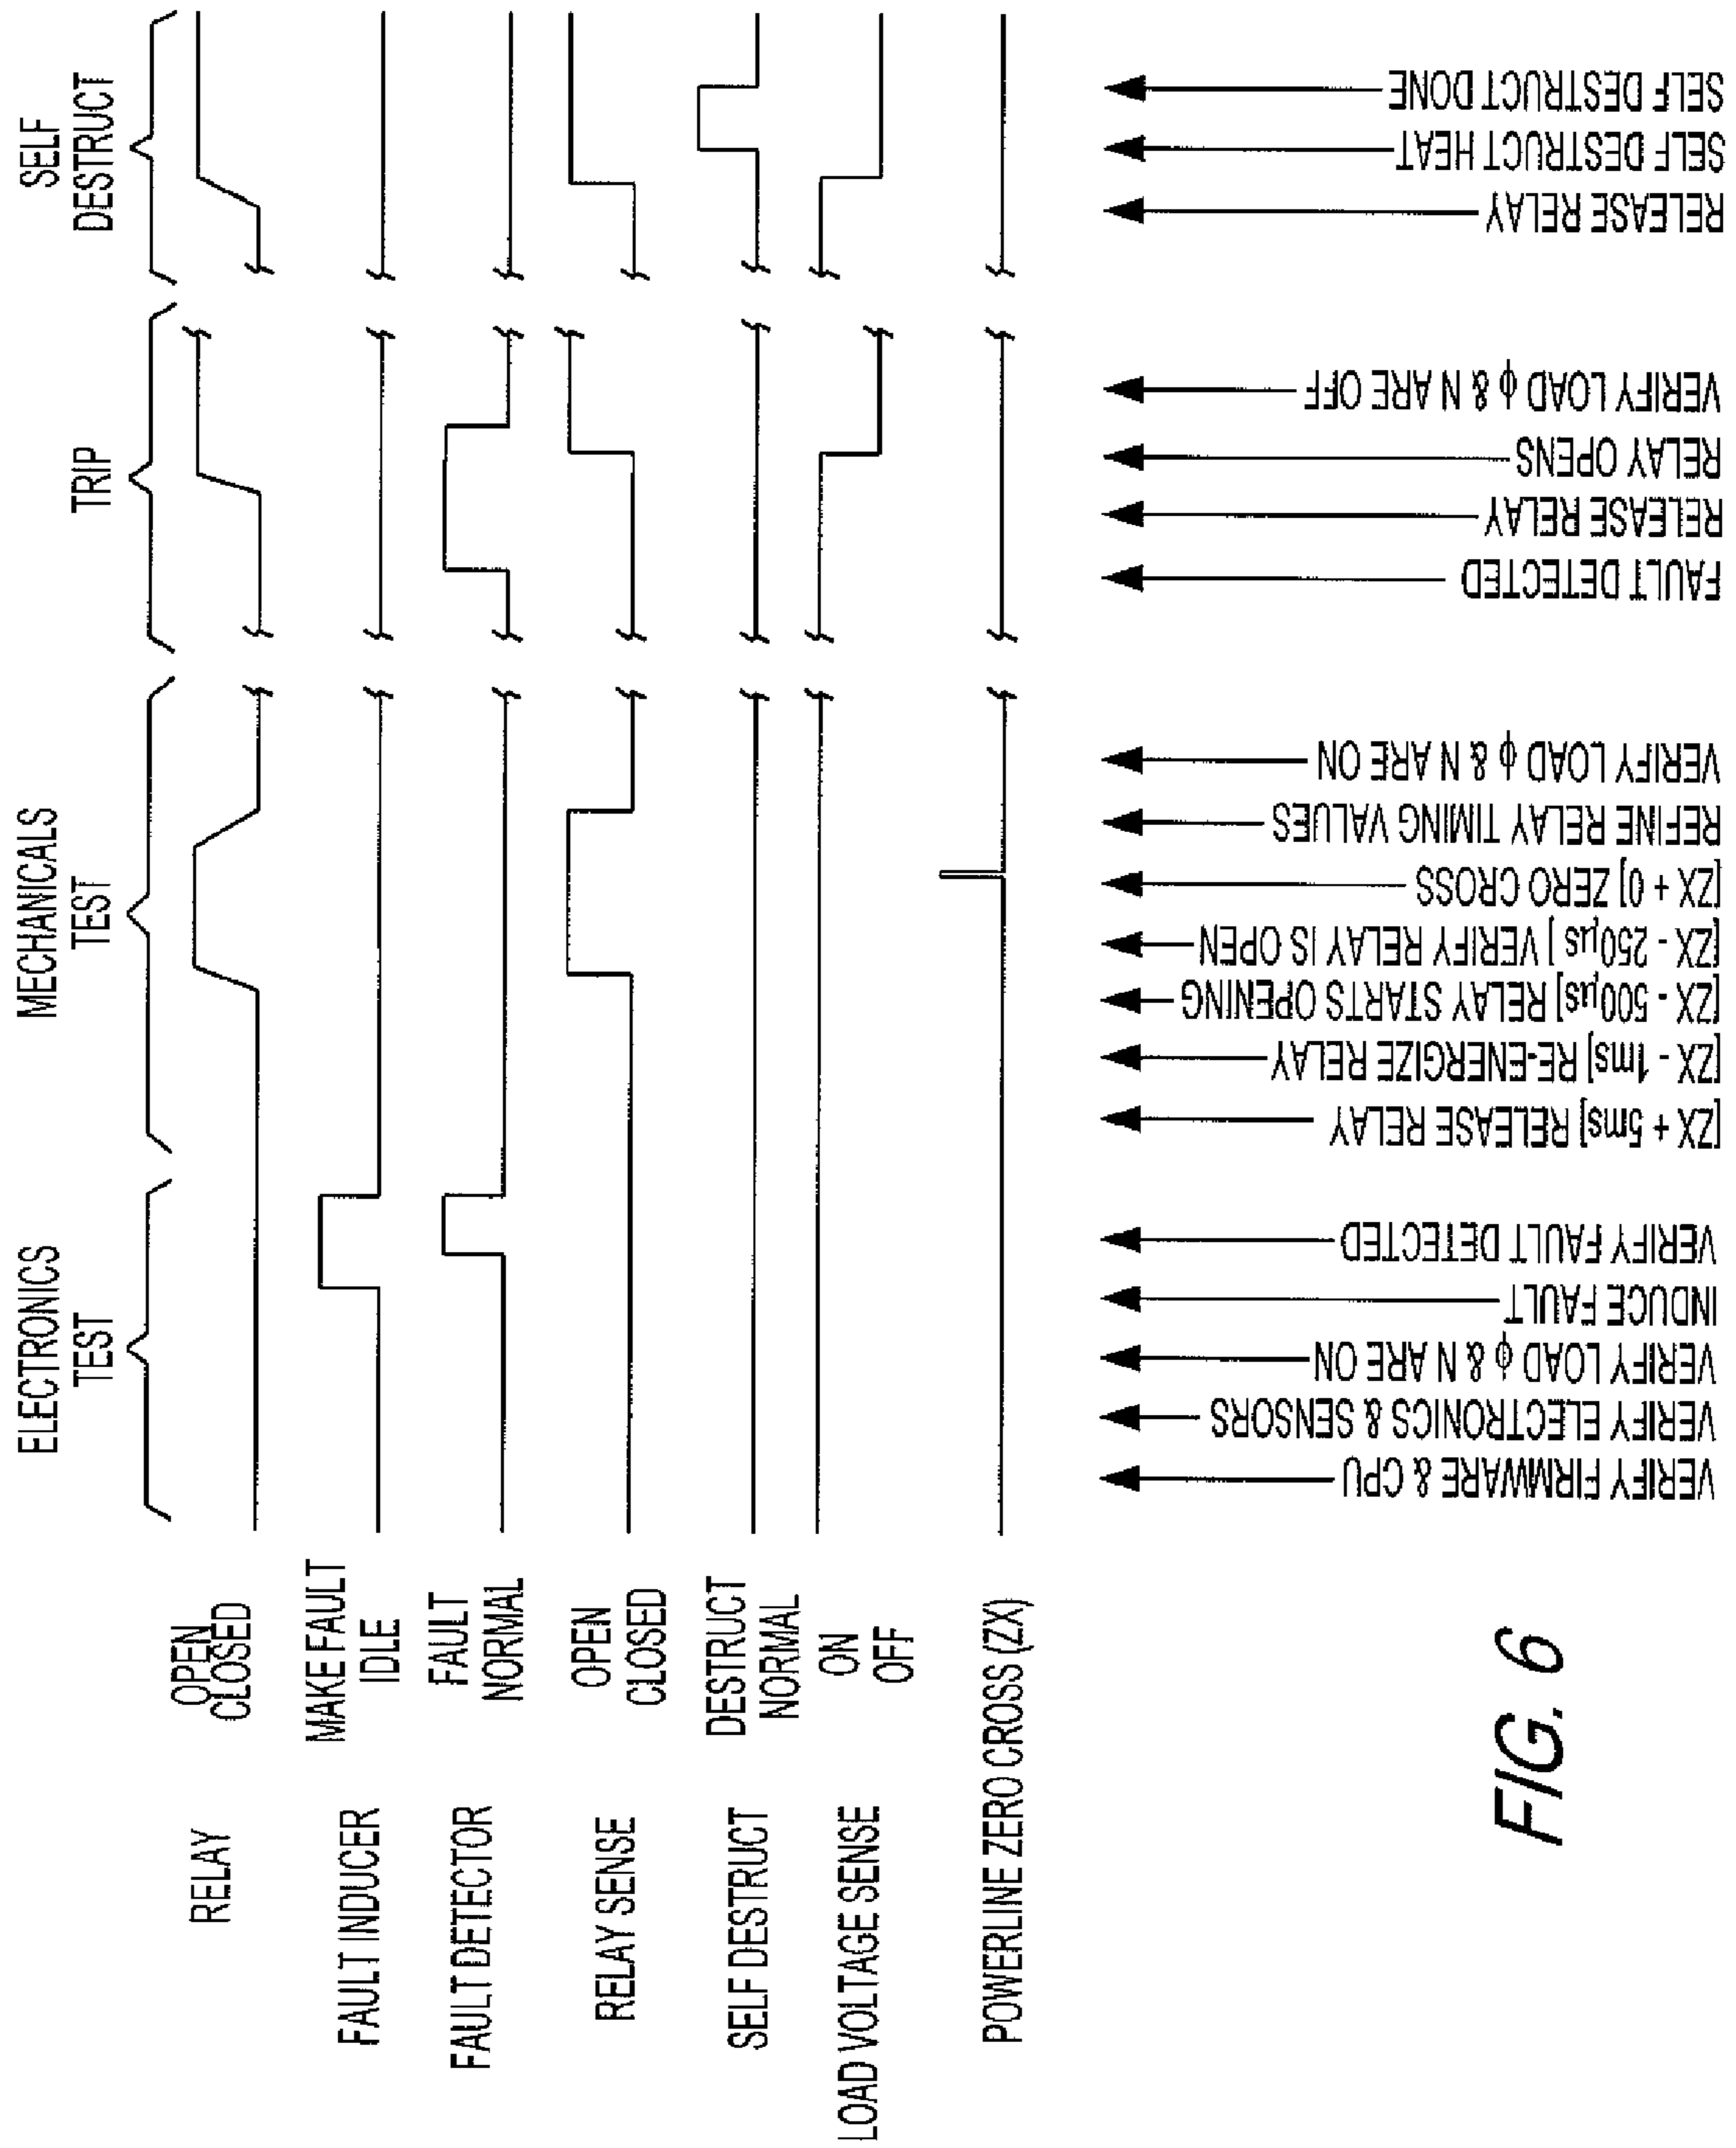 ELECTRONICS
TEST
MECHANICALS
TEST
TRIP
SELF
DESTRUCT
RELAY
OPEN
CLOSED
FAULT INDUCER
MAKE FAULT
IDLE
FAULT DETECTOR
FAULT
NORMAL
RELAY SENSE
OPEN
CLOSED
SELF DESTRUCT
DESTRUCT
NORMAL
LOAD VOLTAGE SENSE
ON
OFF
POWERLINE ZERO CROSS (ZX)
VERIFY FIRMWARE & CPU
VERIFY ELECTRONICS & SENSORS
VERIFY LOAD ϕ & N ARE ON
INDUCE FAULT
VERIFY FAULT DETECTED
[ZX + 5ms] RELEASE RELAY
[ZX - 1ms] RE-ENERGIZE RELAY
[ZX - 500µs] RELAY STARTS OPENING
[ZX - 250µs ] VERIFY RELAY IS OPEN
[ZX + 0] ZERO CROSS
REFINE RELAY TIMING VALUES
VERIFY LOAD ϕ & N ARE ON
FAULT DETECTED
RELEASE RELAY
RELAY OPENS
VERIFY LOAD ϕ & N ARE OFF
RELEASE RELAY
SELF DESTRUCT HEAT
SELF DESTRUCT DONE
FIG. 6